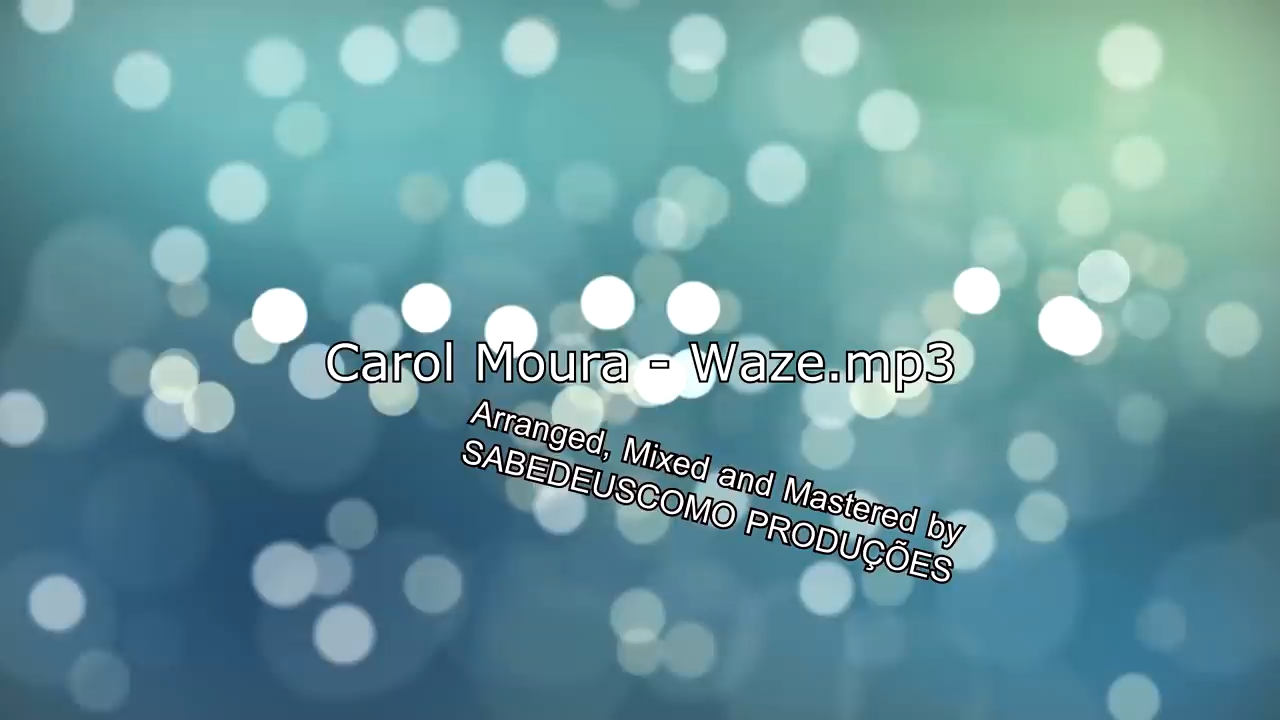 Carol Moura - Waze.mp3
Arranged, Mixed and Mastered by
SABEDEUSCOMO PRODUÇÕES